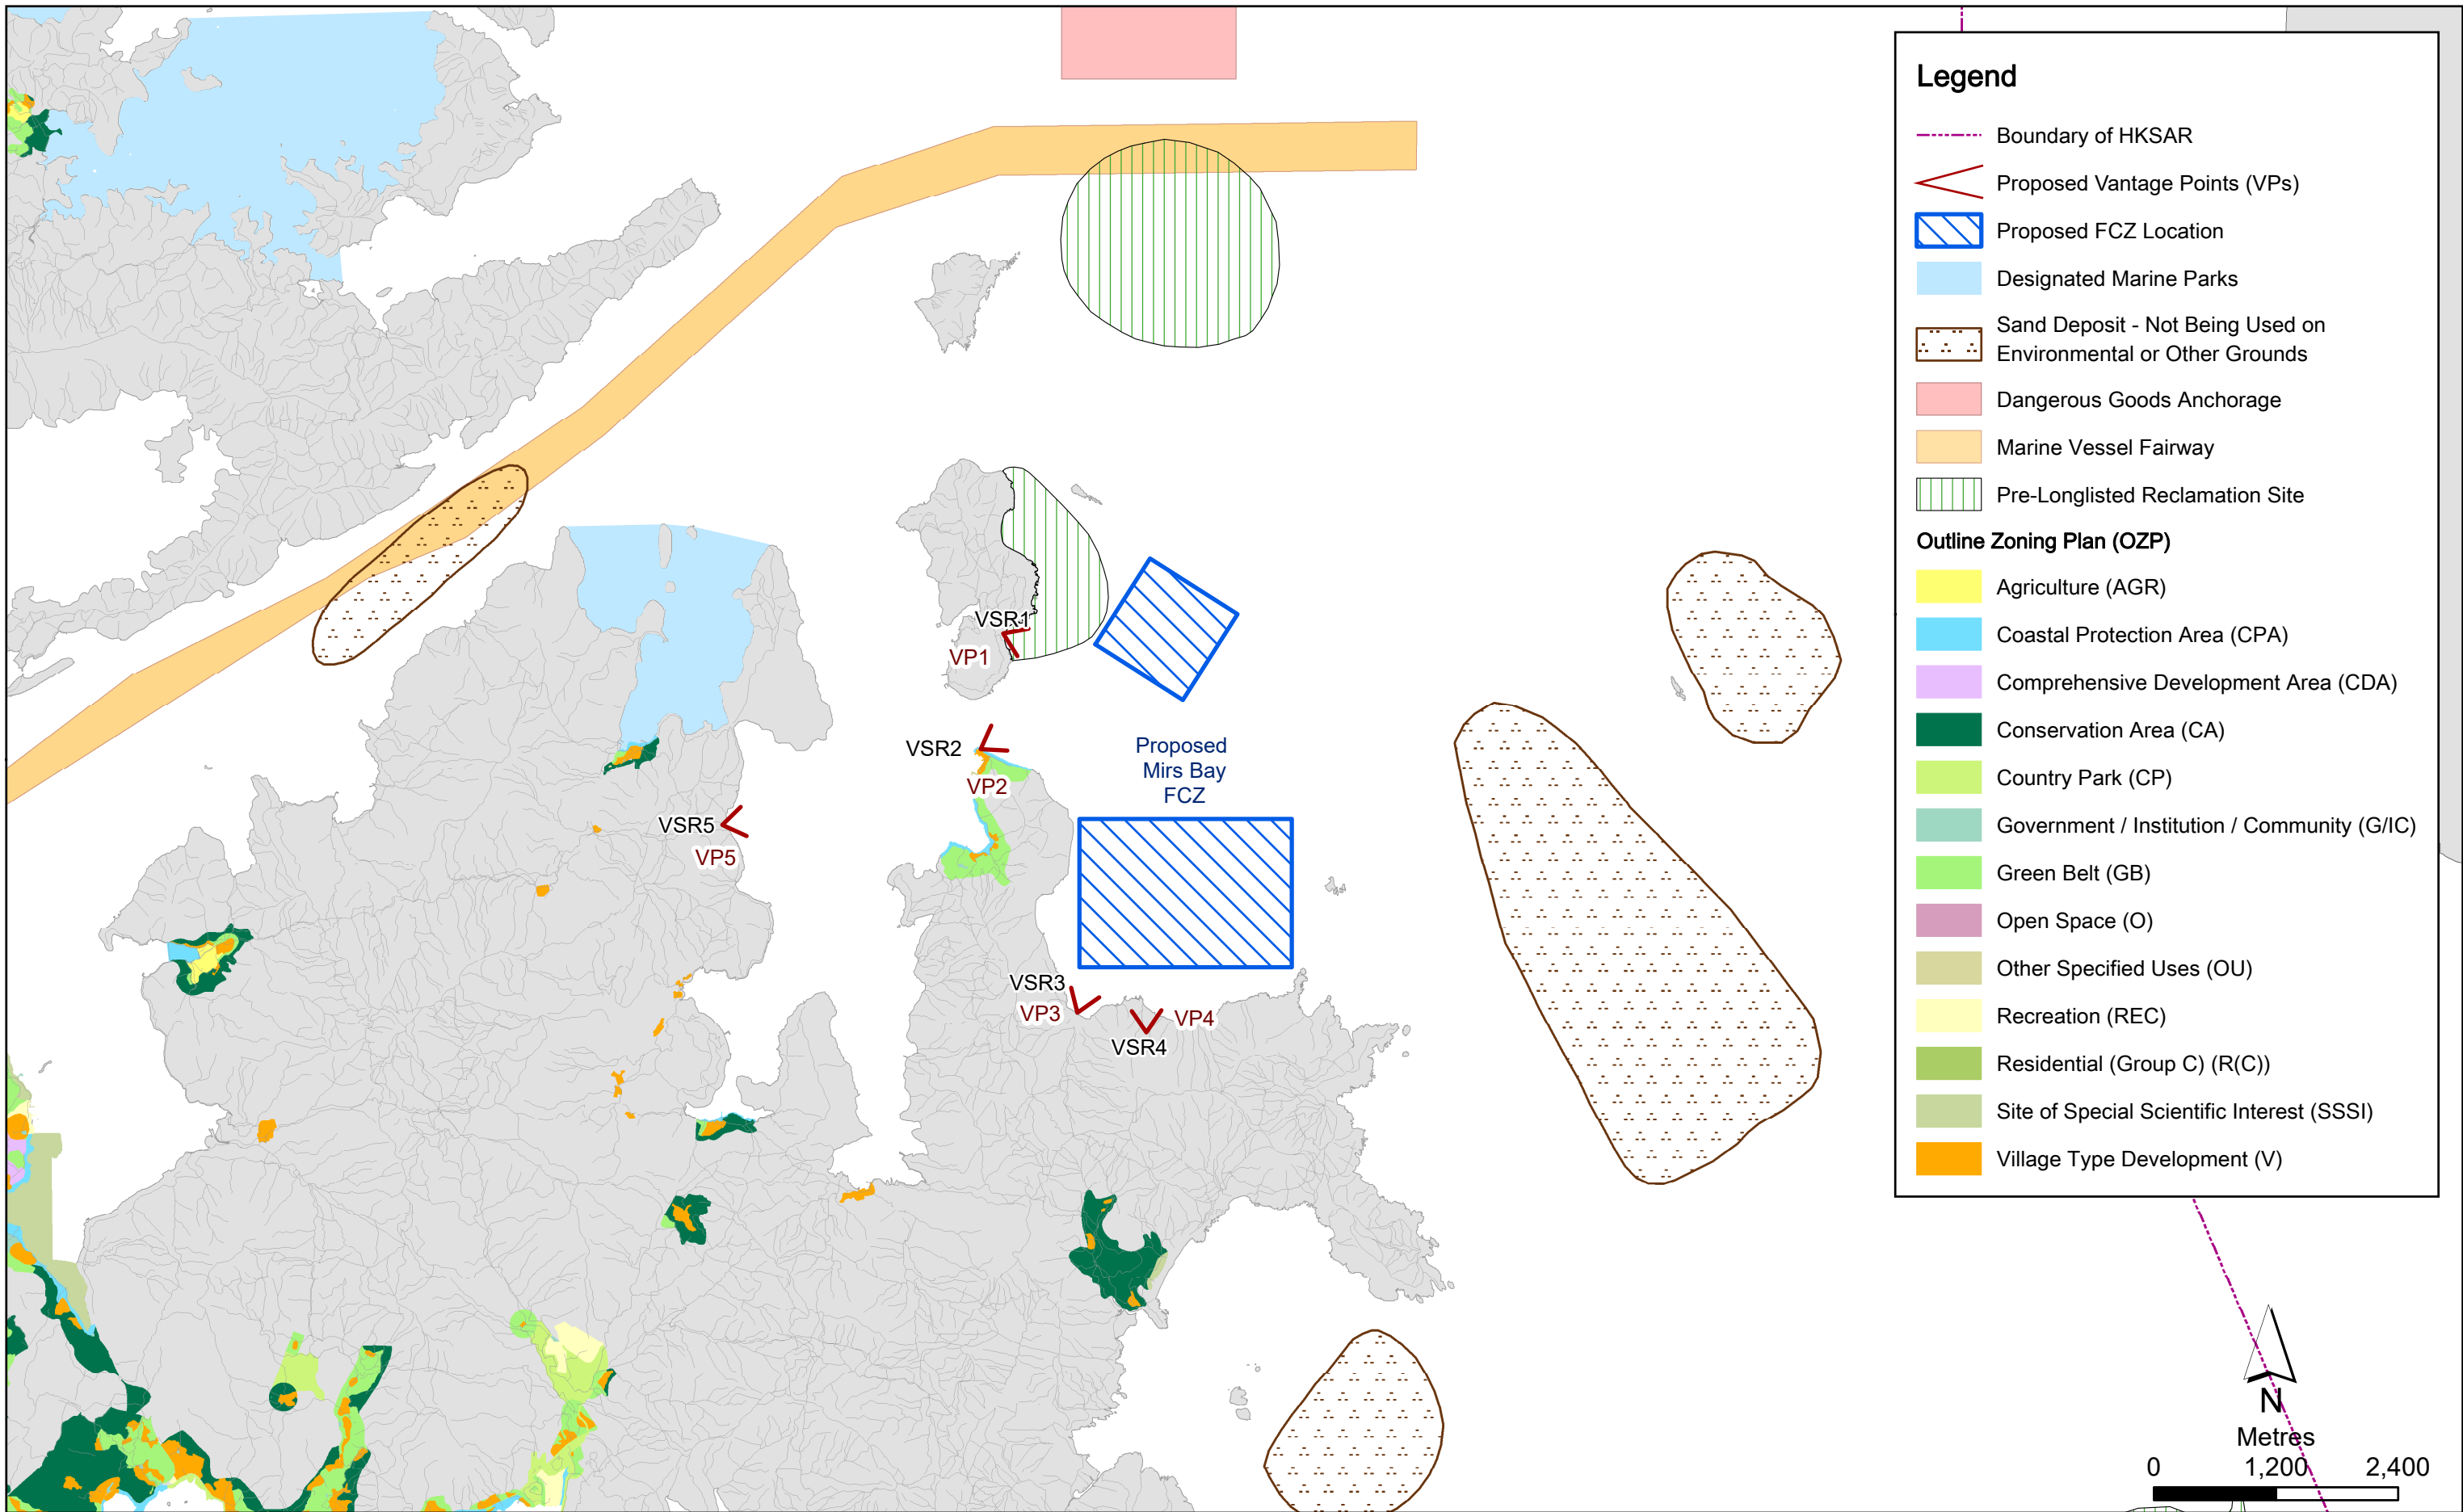 Legend
Boundary of HKSAR
Proposed Vantage Points (VPs)
Proposed FCZ Location
Designated Marine Parks
Sand Deposit - Not Being Used on
Environmental or Other Grounds
Dangerous Goods Anchorage
Marine Vessel Fairway
Pre-Longlisted Reclamation Site
Outline Zoning Plan (OZP)
Agriculture (AGR)
Coastal Protection Area (CPA)
Comprehensive Development Area (CDA)
Conservation Area (CA)
Country Park (CP)
Government / Institution / Community (G/IC)
Green Belt (GB)
Open Space (O)
Other Specified Uses (OU)
Recreation (REC)
Residential (Group C) (R(C))
Site of Special Scientific Interest (SSSI)
Village Type Development (V)
VSR1
VP1
VSR2
VP2
Proposed
Mirs Bay
FCZ
VSR5
VP5
VSR3
VP3
VP4
VSR4
N
Metres
0 1,200 2,400